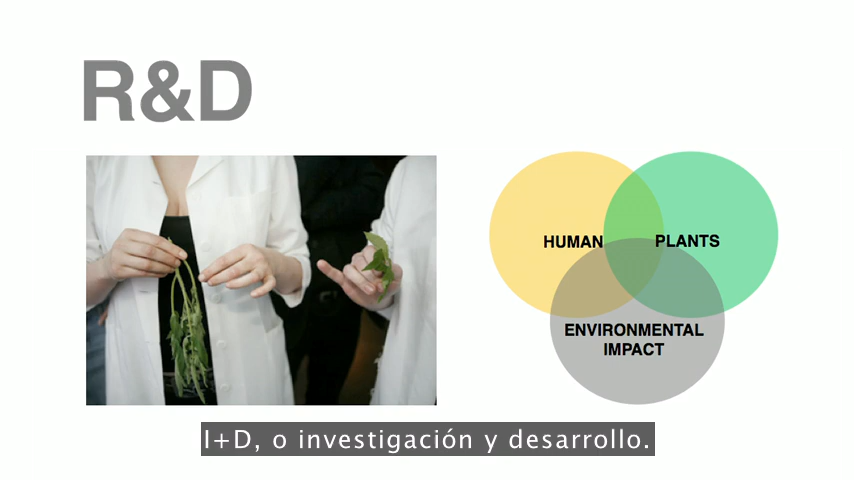 R&D
HUMAN
PLANTS
ENVIRONMENTAL
IMPACT
I+D, o investigación y desarrollo.